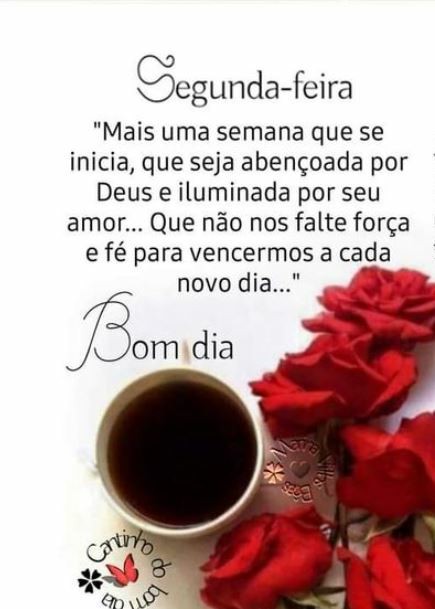 Segunda-feira
"Mais uma semana que se
inicia, que seja abençoada por
Deus e iluminada por seu
amor... Que não nos falte força
e fé para vencermos a cada
novo dia..."
Bom dia
Cantinho do bom dia